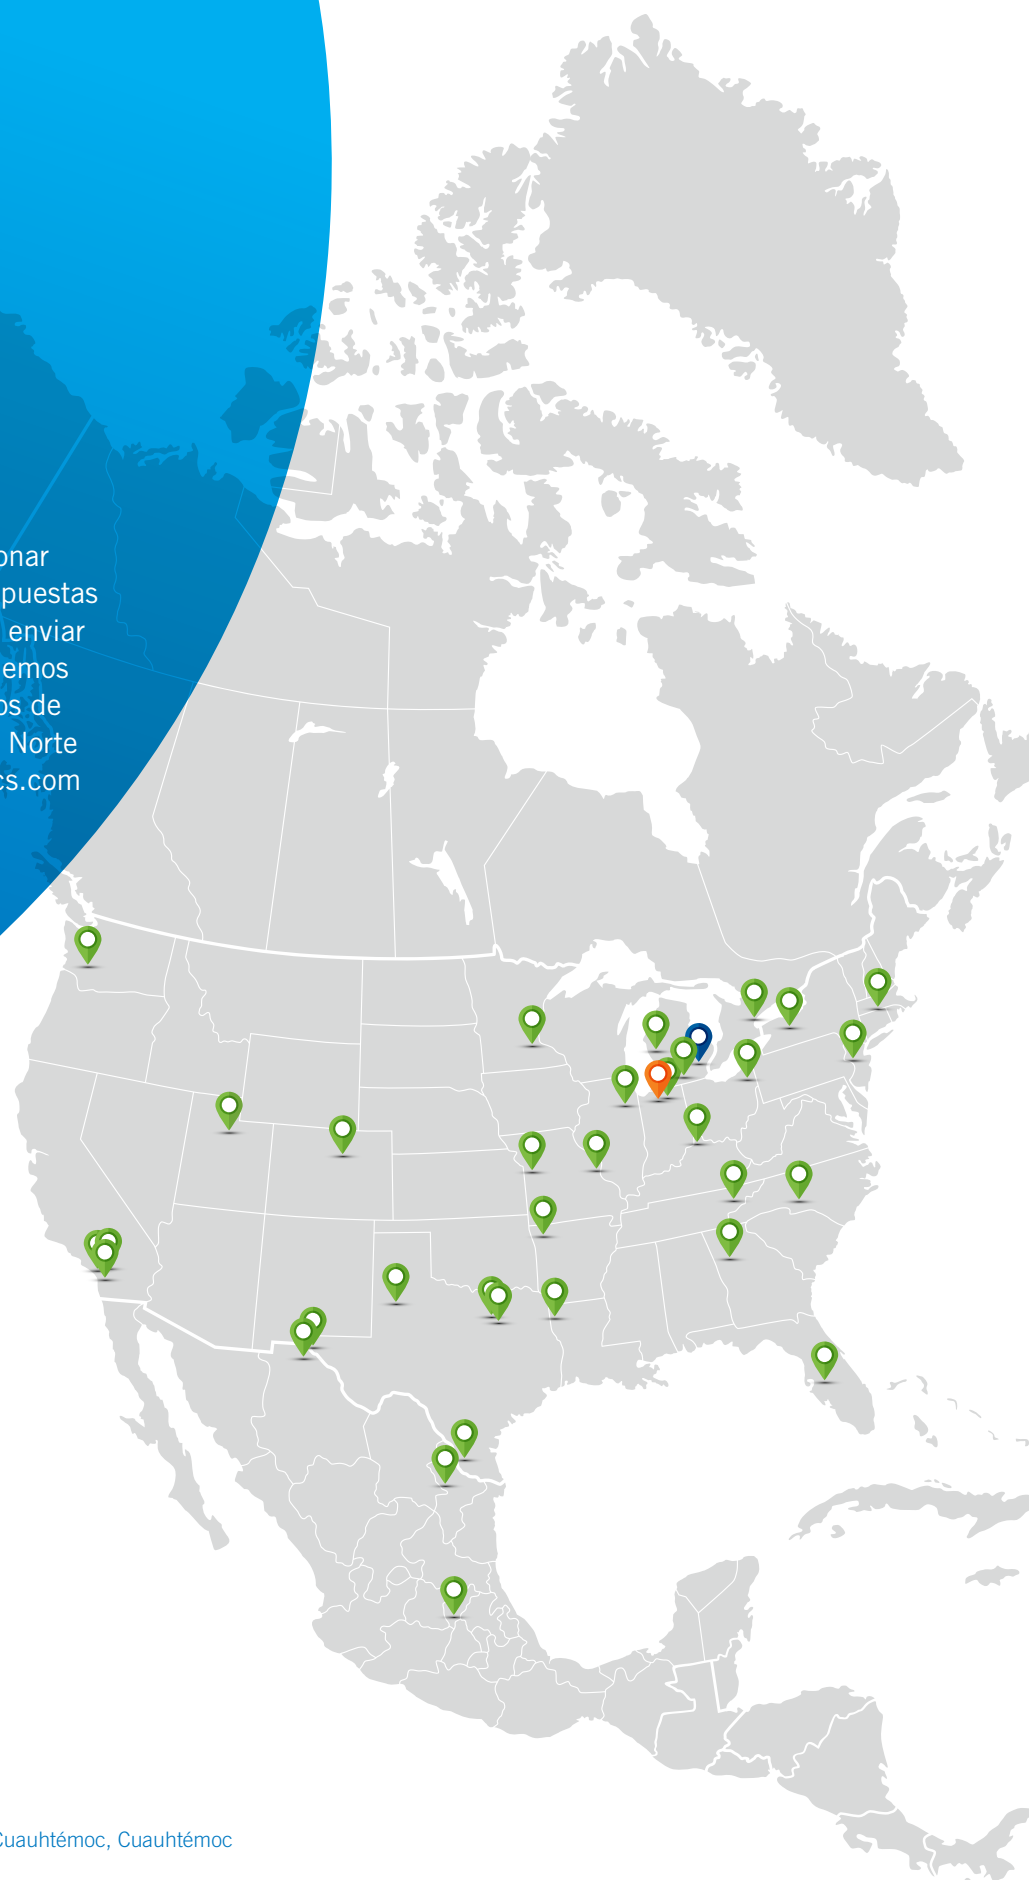 onar
puestas
enviar
emos
os de
Norte
cs.com
Cuauhtémoc, Cuauhtémoc